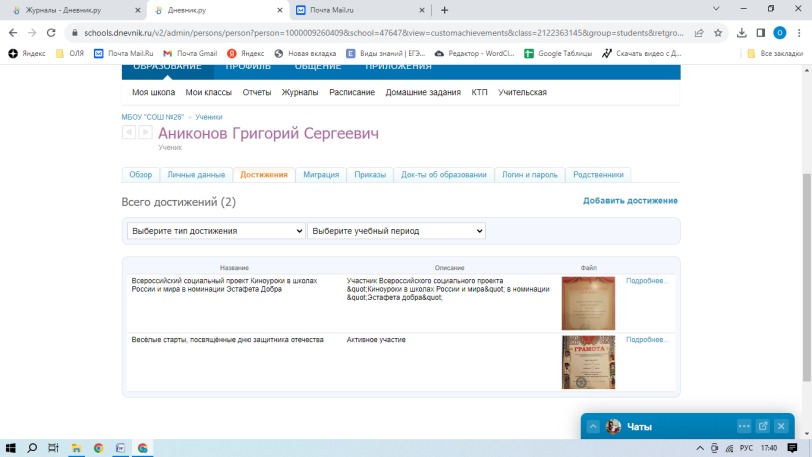 Журналы - Дневник.ру
Дневник.ру
Почта Mail.ru
schools.dnevnik.ru/v2/admin/persons/person?person=1000009260409&school=47647&view=customachievements&class=2122363145&group=students&retgro...
Яндекс
ОЛЯ
Почта Mail.Ru
Почта Gmail
Яндекс
Новая вкладка
Виды знаний | ЕГЭ...
Редактор - WordCl...
Google Таблицы
Скачать видео с Д...
Все закладки
ОБРАЗОВАНИЕ ПРОФИЛЬ ОБЩЕНИЕ ПРИЛОЖЕНИЯ
Моя школа Мои классы Отчеты Журналы Расписание Домашние задания КТП Учительская
МБОУ "СОШ №26" » Ученики
Аниконов Григорий Сергеевич
Ученик
Обзор Личные данные Достижения Миграция Приказы Док-ты об образовании Логин и пароль Родственники
Всего достижений (2)
Добавить достижение
Выберите тип достижения
Выберите учебный период
Название Описание Файл
Всероссийский социальный проект Киноуроки в школах
России и мира в номинации Эстафета Добра
Участник Всероссийского социального проекта
&quot;Киноуроки в школах России и мира&quot; в номинации
&quot;Эстафета добра&quot;.
Подробнее...
Весёлые старты, посвящённые дню защитника отечества
Активное участие
ГРАМОТА
Подробнее...
Чаты
РУС 17:40